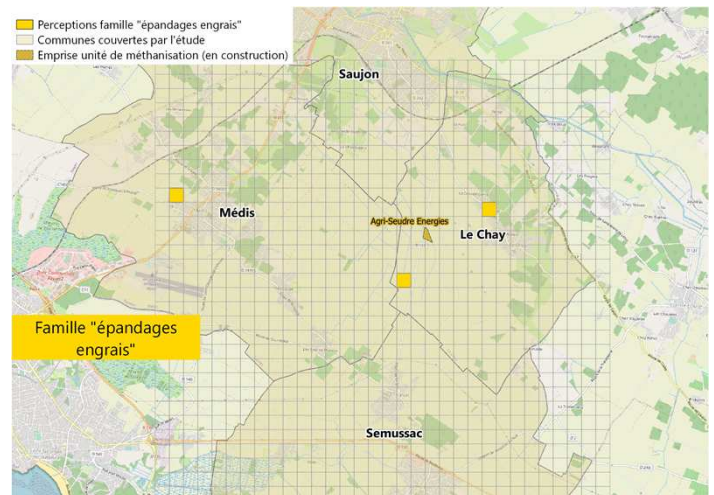 Perceptions famille "épandages engrais"
Communes couvertes par l'étude
Emprise unité de méthanisation (en construction)
Saujon
Médis
Agri-Seudre Energies
Le Chay
Famille "épandages
engrais"
Semussac